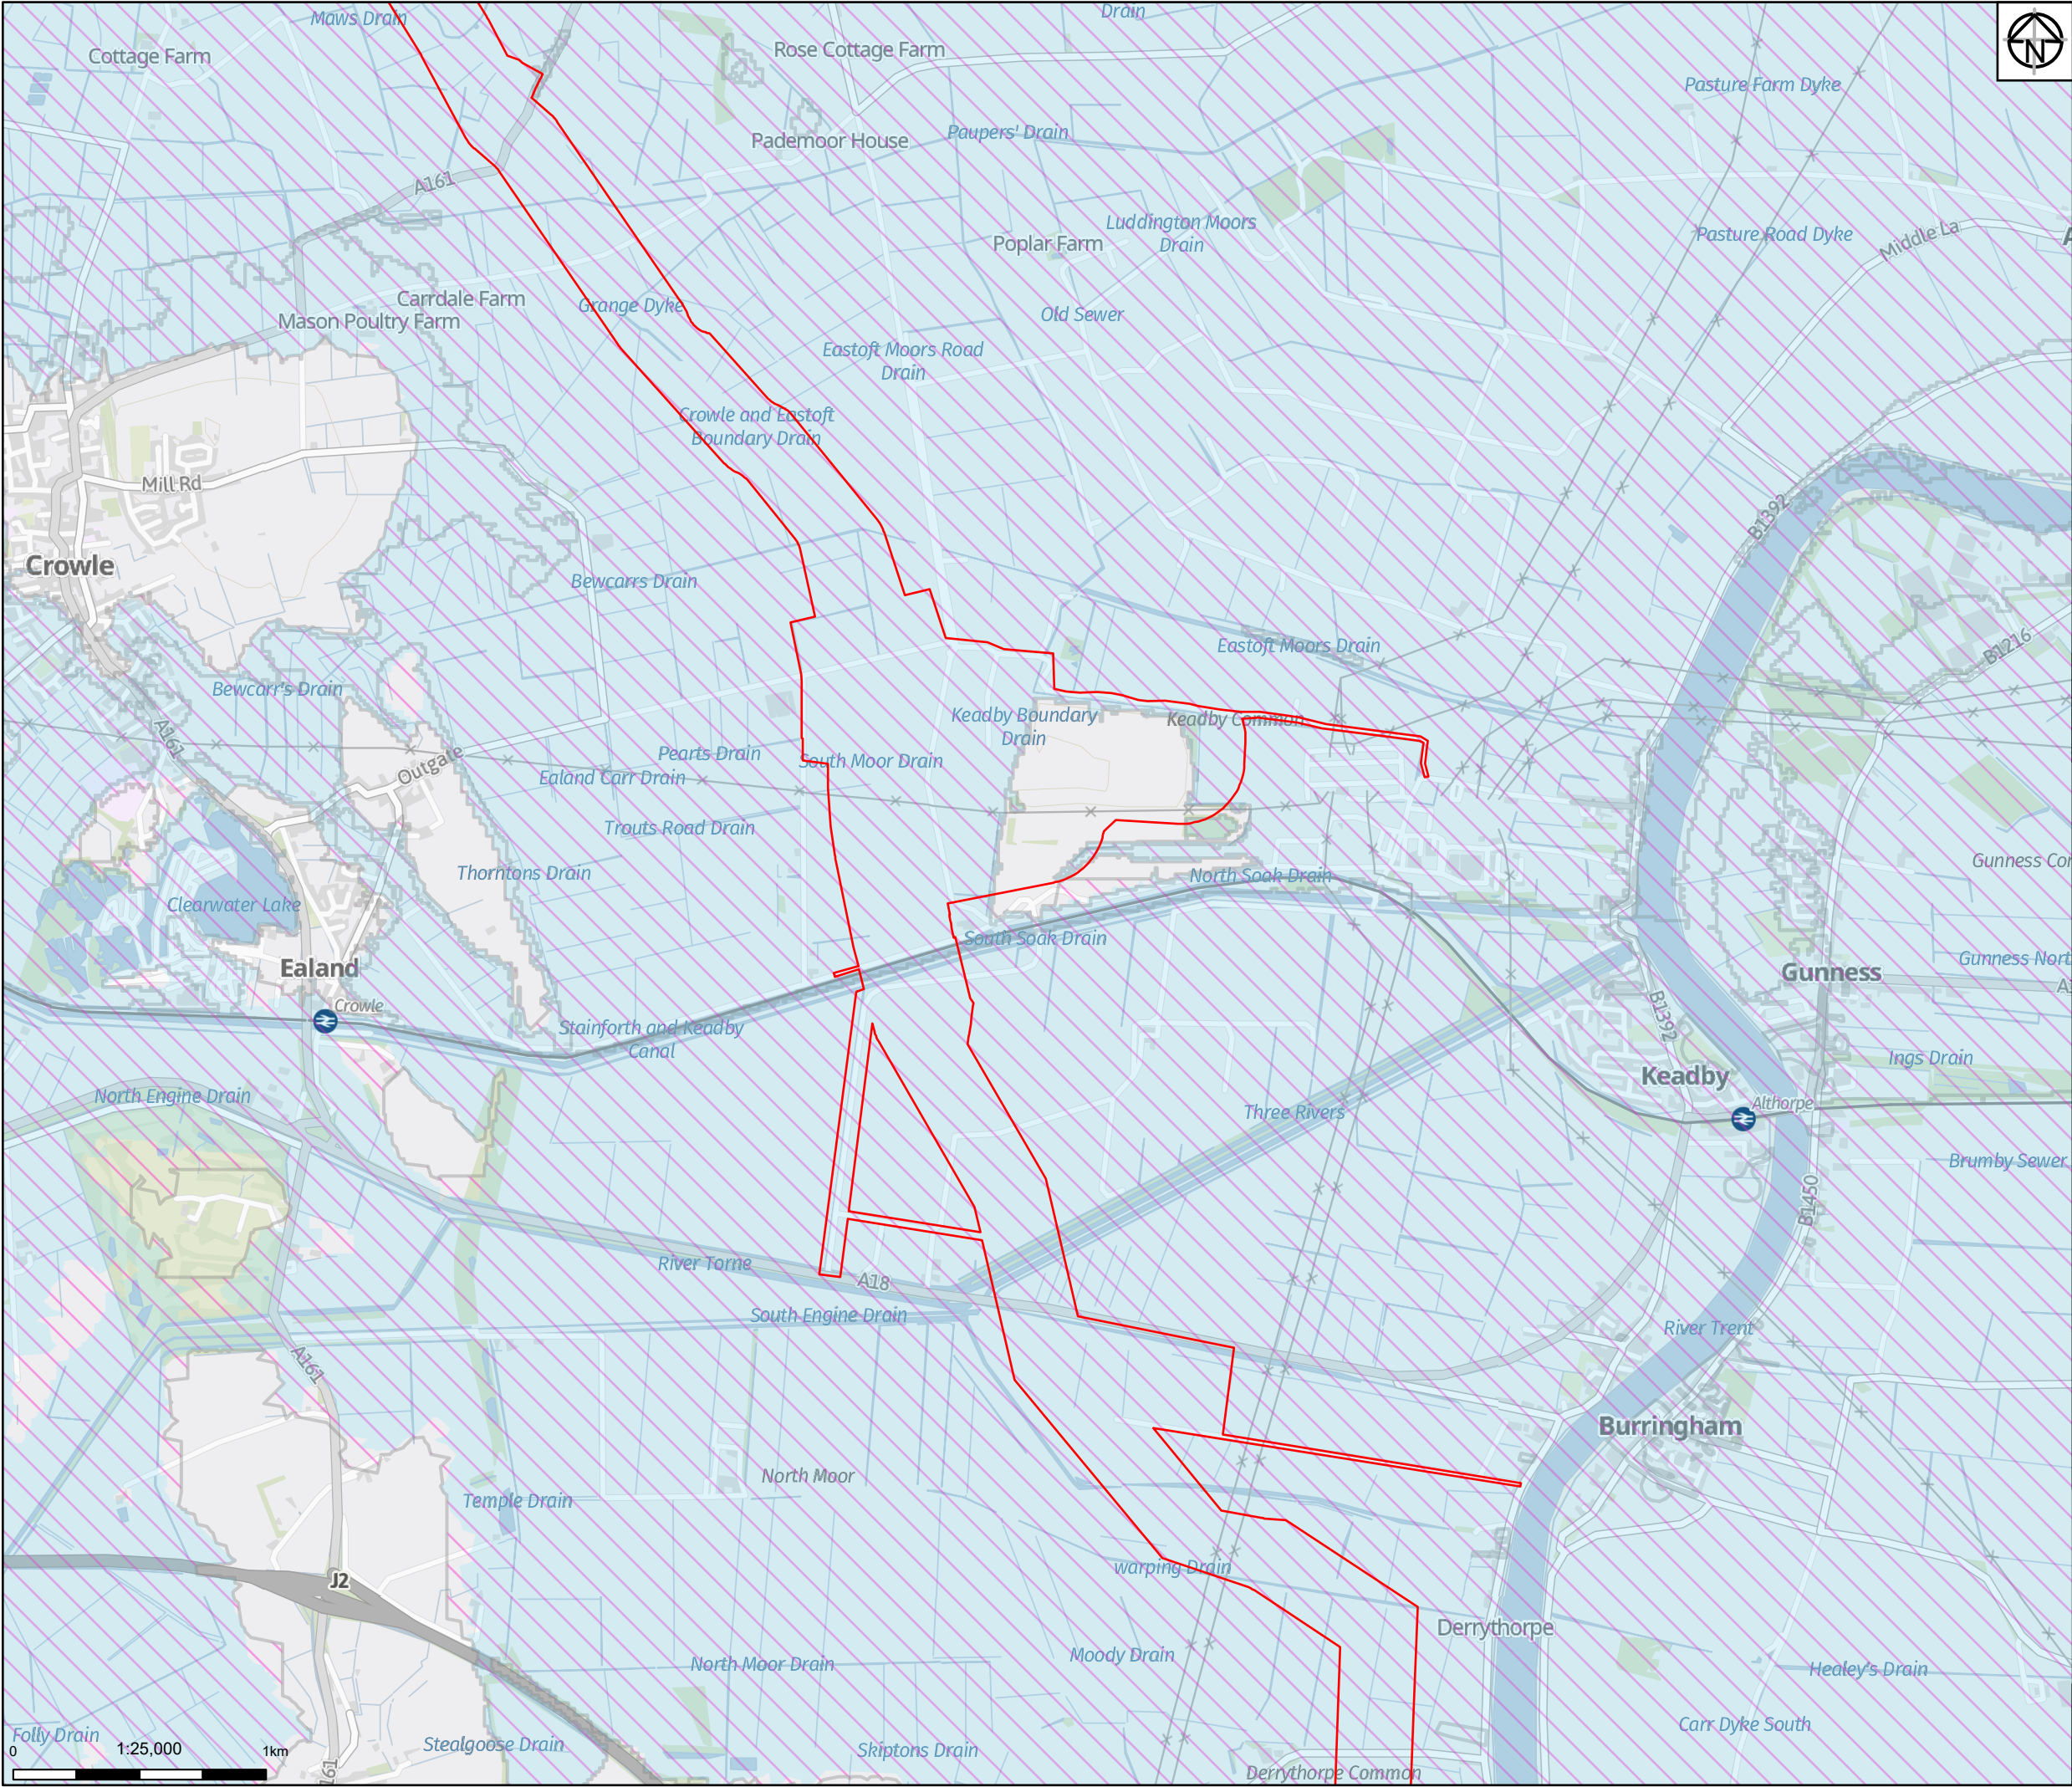 Maws Drain
Drain
Cottage Farm
Rose Cottage Farm
N
Pasture Farm Dyke
Paupers' Drain
Pademoor House
A161
Luddington Moors
Drain
Pasture Road Dyke
Middle La
Poplar Farm
Carrdale Farm
Grange Dyke
Mason Poultry Farm
Old Sewer
Eastoft Moors Road
Drain
Crowle and Eastoft
Boundary Drain
Mill Rd
B1392
Crowle
Bewcarrs Drain
Eastoft Moors Drain
B1216
Bewcarr's Drain
Keadby Boundary
Drain
Keadby Common
A161
Outgate
Pearts Drain
South Moor Drain
Ealand Carr Drain
Trouts Road Drain
Thorntons Drain
North Soak Drain
Gunness Co
Clearwater Lake
South Soak Drain
Ealand
Gunness
Gunness Nort
Crowle
B1392
Stainforth and Keadby
Canal
Ings Drain
Keadby
North Engine Drain
Three Rivers
Althorpe
Brumby Sewer
B1450
River Torne
A18
South Engine Drain
River Trent
A161
Burringham
North Moor
Temple Drain
warping Drain
J2
Derrythorpe
Moody Drain
North Moor Drain
Healey's Drain
Carr Dyke South
Folly Drain
Stealgoose Drain
Skiptons Drain
0 1:25,000 1km
161
Derrythorpe Common